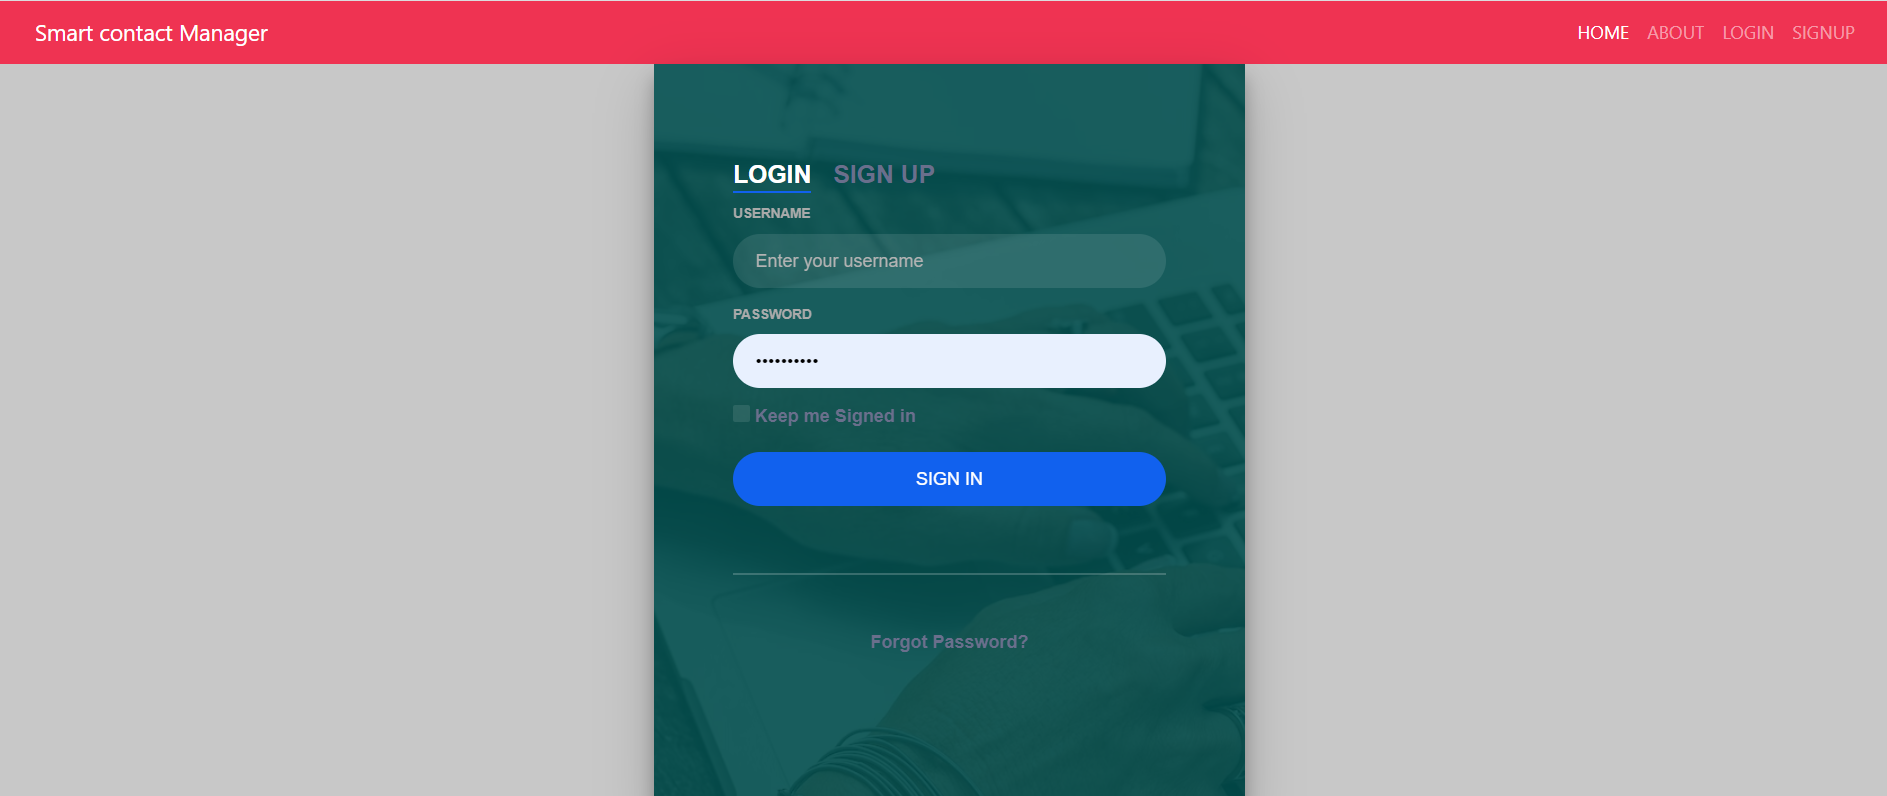 Smart contact Manager
HOME ABOUT LOGIN SIGNUP
LOGIN SIGN UP
USERNAME
Enter your username
PASSWORD
••••••••••
Keep me Signed in
SIGN IN
Forgot Password?